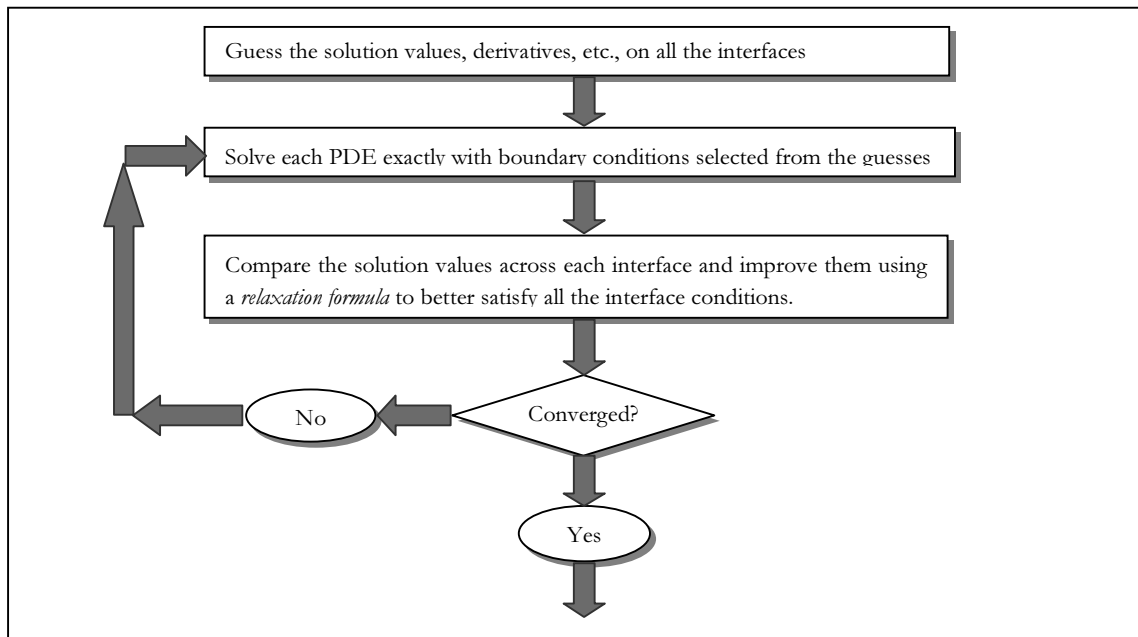 Guess the solution values, derivatives, etc., on all the interfaces
Solve each PDE exactly with boundary conditions selected from the guesses
Compare the solution values across each interface and improve them using
a relaxation formula to better satisfy all the interface conditions.
Converged?
No
Yes